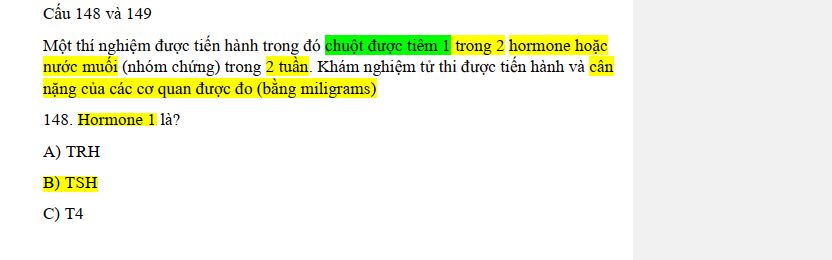 Câu 148 và 149
Một thí nghiệm được tiến hành trong đó chuột được tiêm 1 trong 2 hormone hoặc
nước muối (nhóm chứng) trong 2 tuần. Khám nghiệm tử thi được tiến hành và cân
nặng của các cơ quan được đo (bằng miligrams)
148. Hormone 1 là?
A) TRH
B) TSH
C) T4